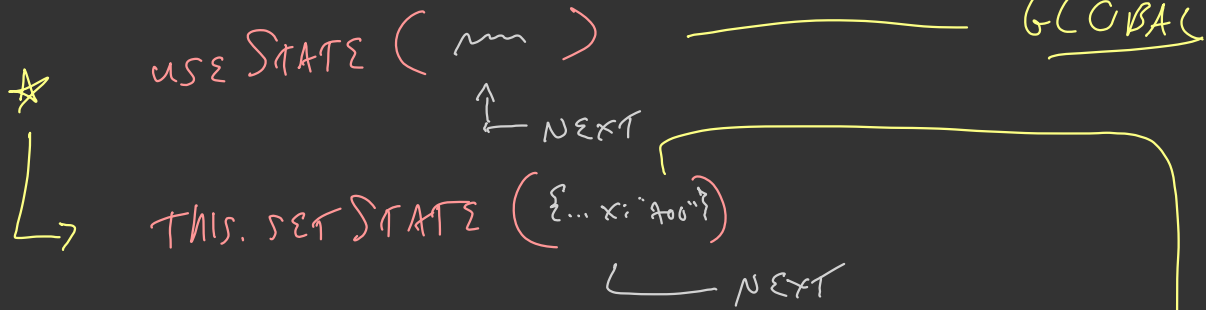 USE STATE ( ) GLOBAL
NEXT
THIS. SET STATE ({... X: "FOO"})
NEXT